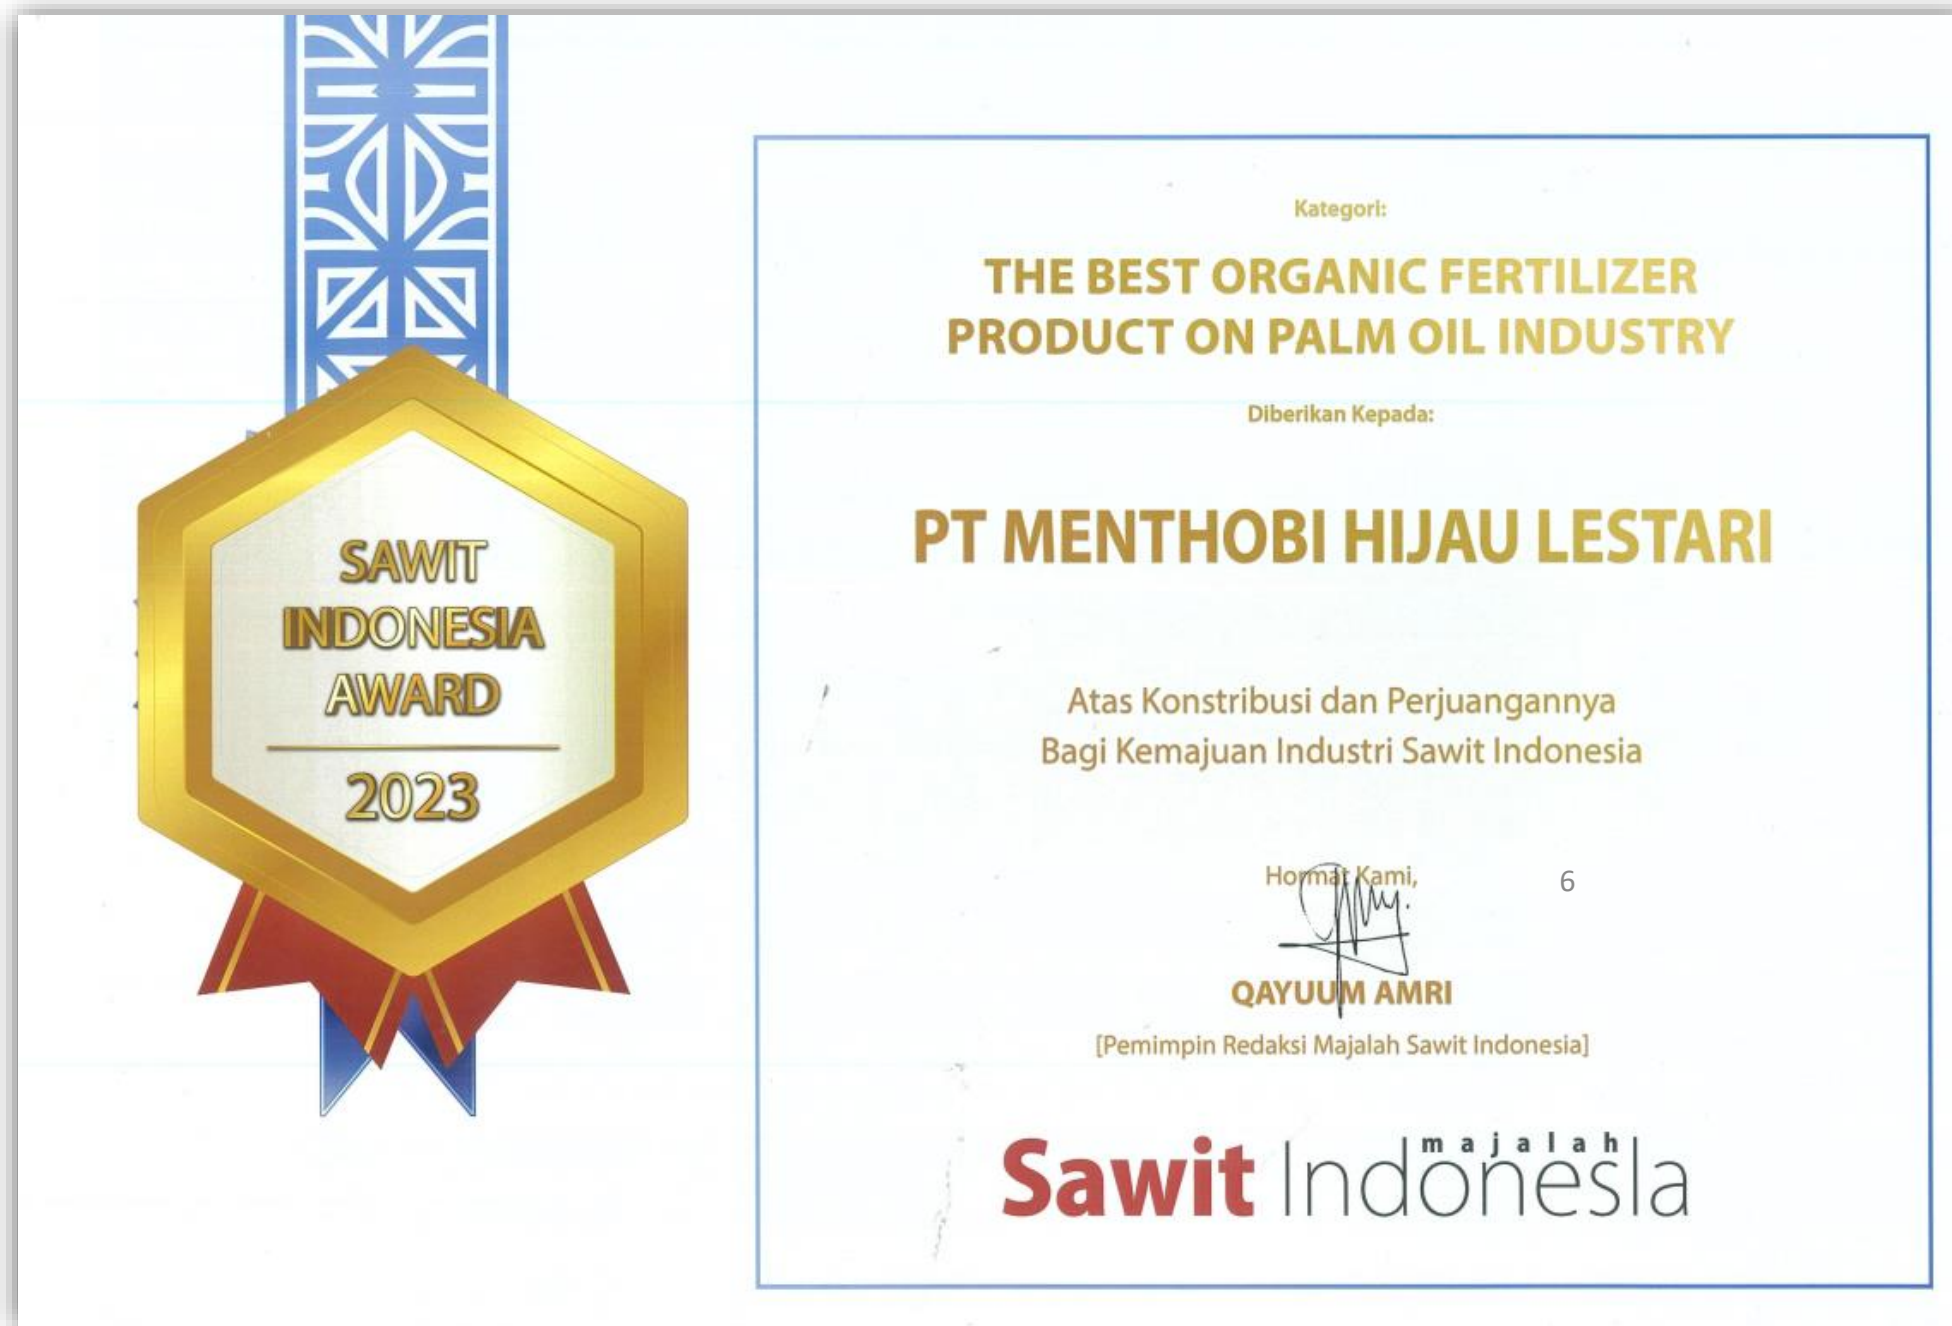 SAWIT
INDONESIA
AWARD
2023
Kategori:
THE BEST ORGANIC FERTILIZER
PRODUCT ON PALM OIL INDUSTRY
Diberikan Kepada:
PT MENTHOBI HIJAU LESTARI
Atas Konstribusi dan Perjuangannya
Bagi Kemajuan Industri Sawit Indonesia
Hormat Kami,
6
QAYUUM AMRI
[Pemimpin Redaksi Majalah Sawit Indonesia]
majalah
Sawit Indonesia